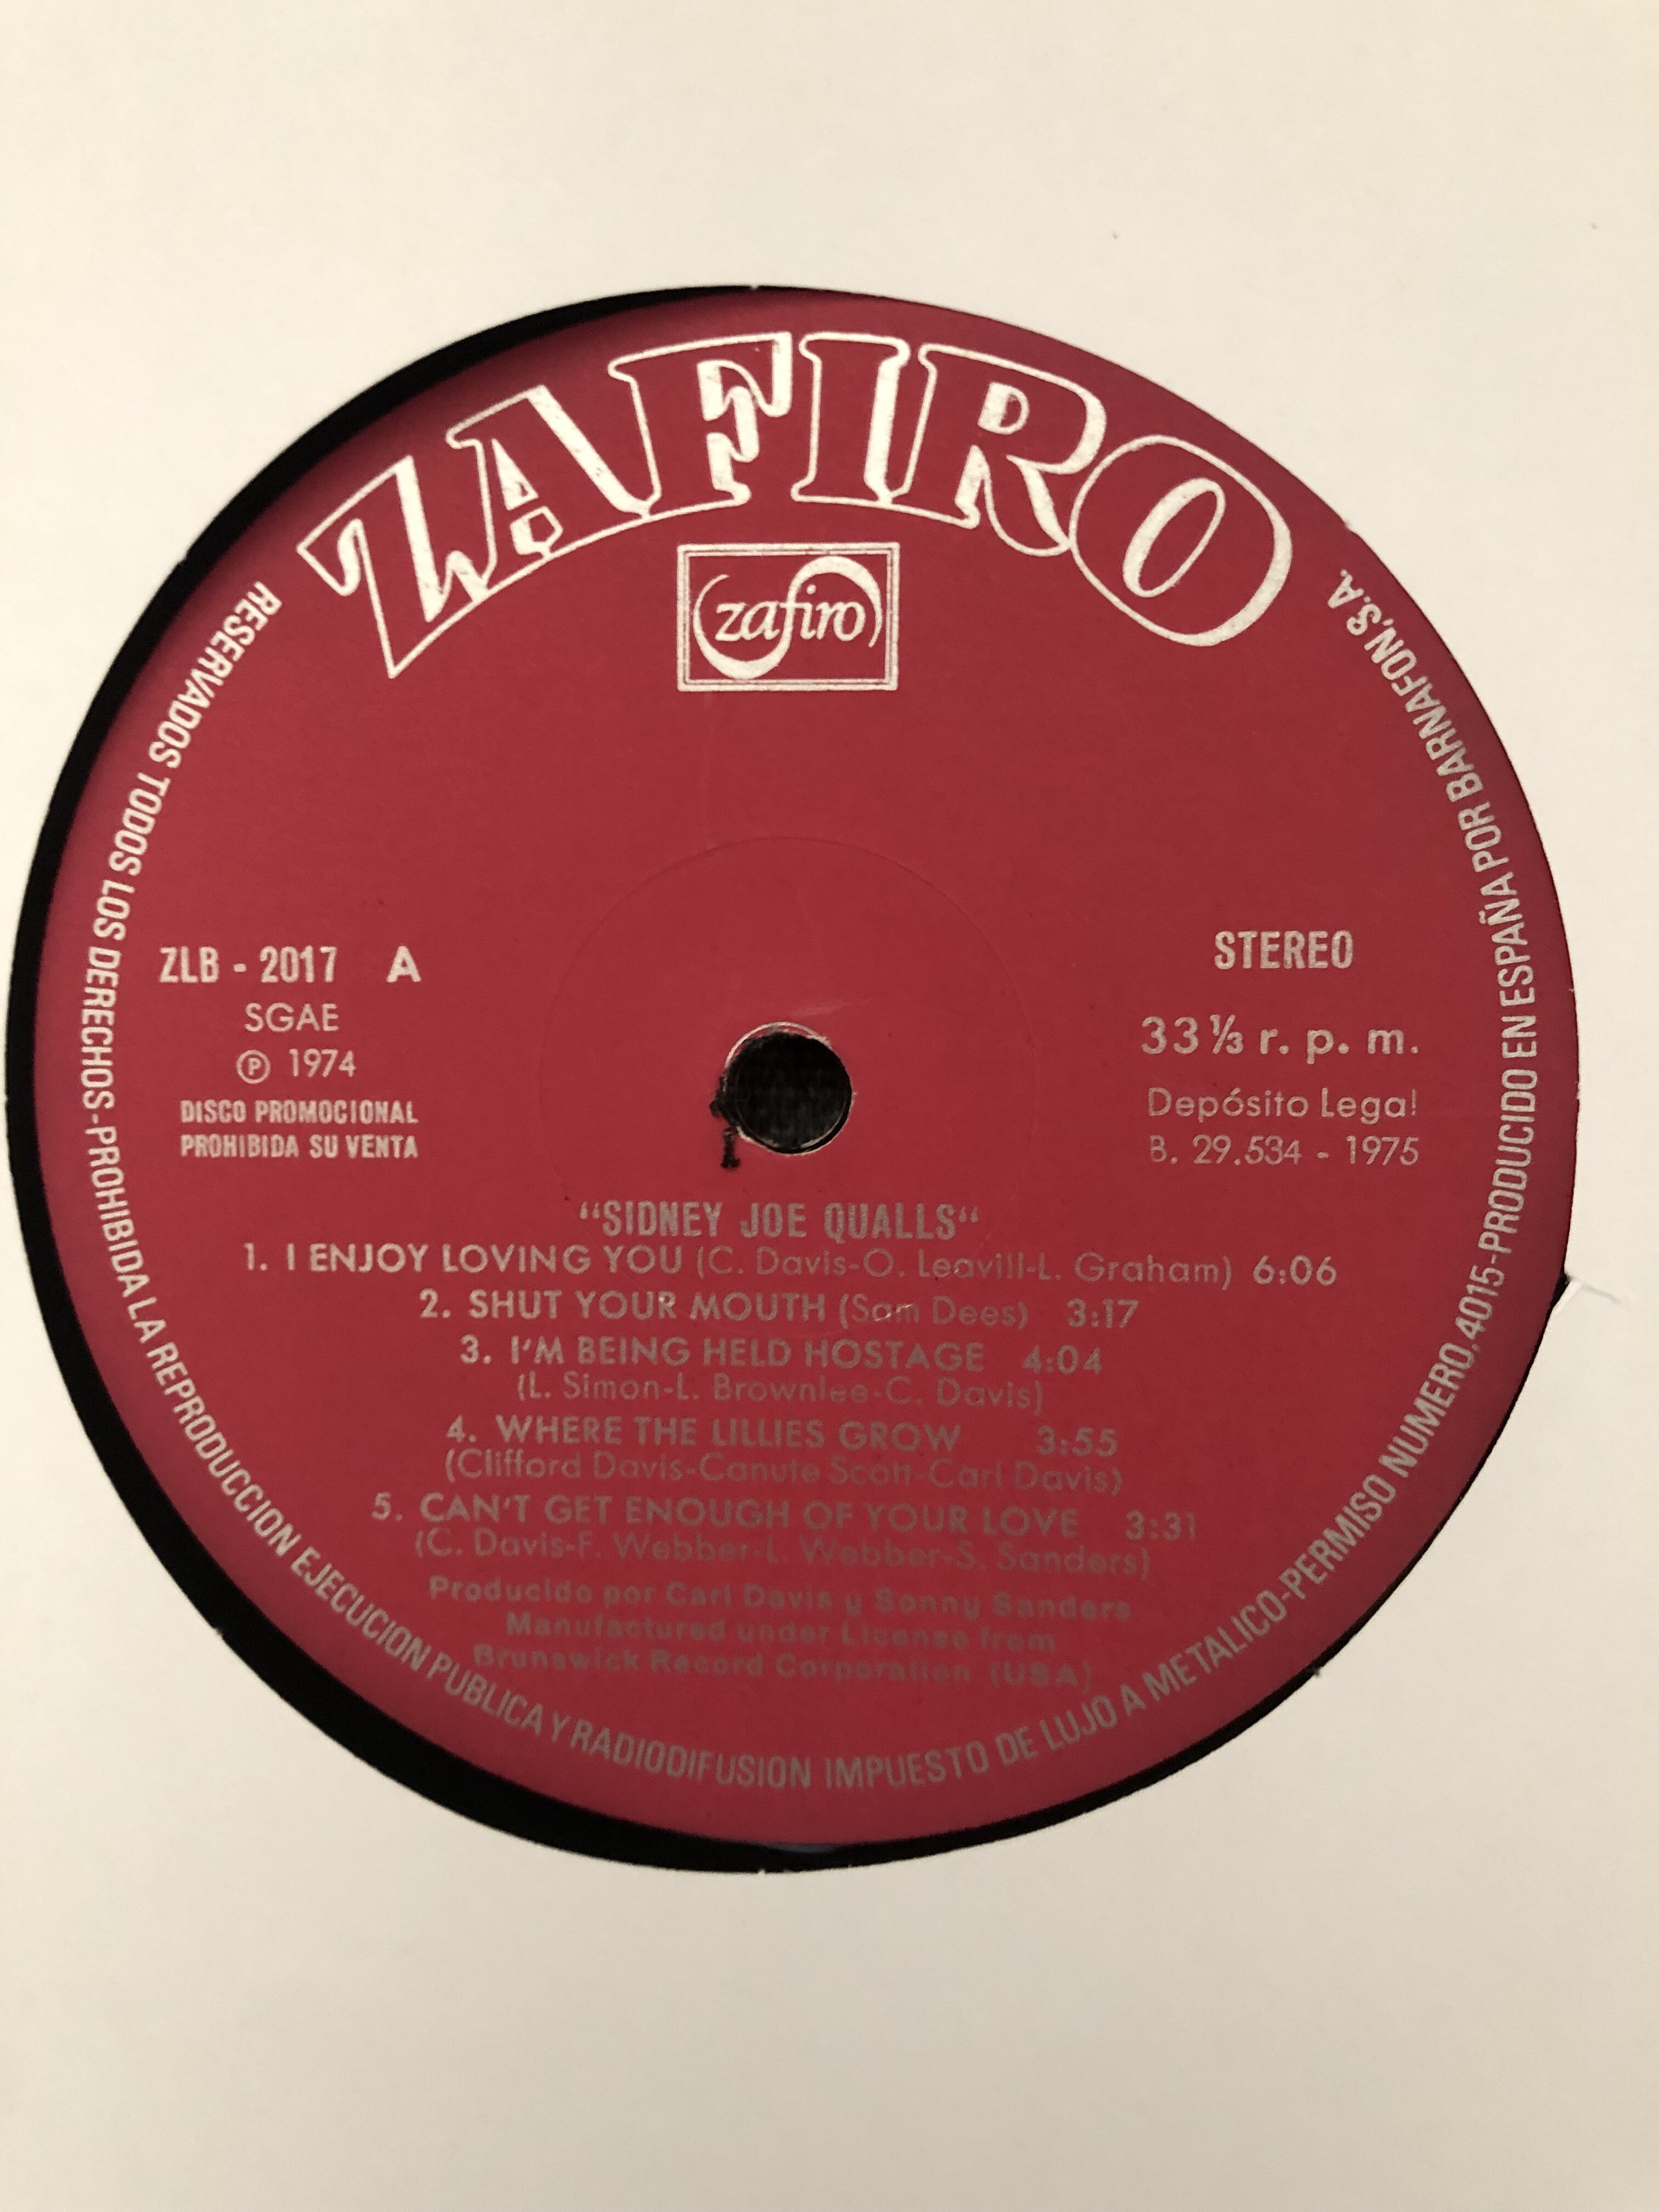 ZAFIRO
zafiro
RESERVADOS TODOS LOS DERECHOS-PROHIBIDA LA REPRODUCCION EJECUCION PUBLICA Y RADIODIFUSION IMPUESTO DE LUJO A METALICO-PERMISO NUMERO, 4015-PRODUCIDO EN ESPAÑA POR BARNAFON, S.A.
ZLB - 2017 A
SGAE
℗ 1974
DISCO PROMOCIONAL
PROHIBIDA SU VENTA
STEREO
33 ⅓ r. p. m.
Depósito Legal
B. 29.534 - 1975
“SIDNEY JOE QUALLS“
1. I ENJOY LOVING YOU (C. Davis-O. Leavill-L. Graham) 6:06
2. SHUT YOUR MOUTH (Sam Dees) 3:17
3. I'M BEING HELD HOSTAGE 4:04
(L. Simon-L. Brownlee-C. Davis)
4. WHERE THE LILLIES GROW 3:55
(Clifford Davis-Canute Scott-Carl Davis)
5. CAN'T GET ENOUGH OF YOUR LOVE 3:31
(C. Davis-F. Webber-L. Webber-S. Sanders)
Producido por Carl Davis y Sonny Sanders
Manufactured under License from
Brunswick Record Corporation (USA)